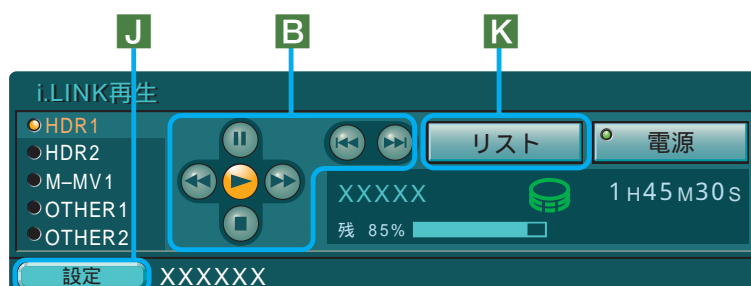 J B K
i.LINK再生
HDR1
HDR2
M–MV1
OTHER1
OTHER2
リスト
電源
XXXXX
1H45M30S
残 85%
設定
XXXXXX